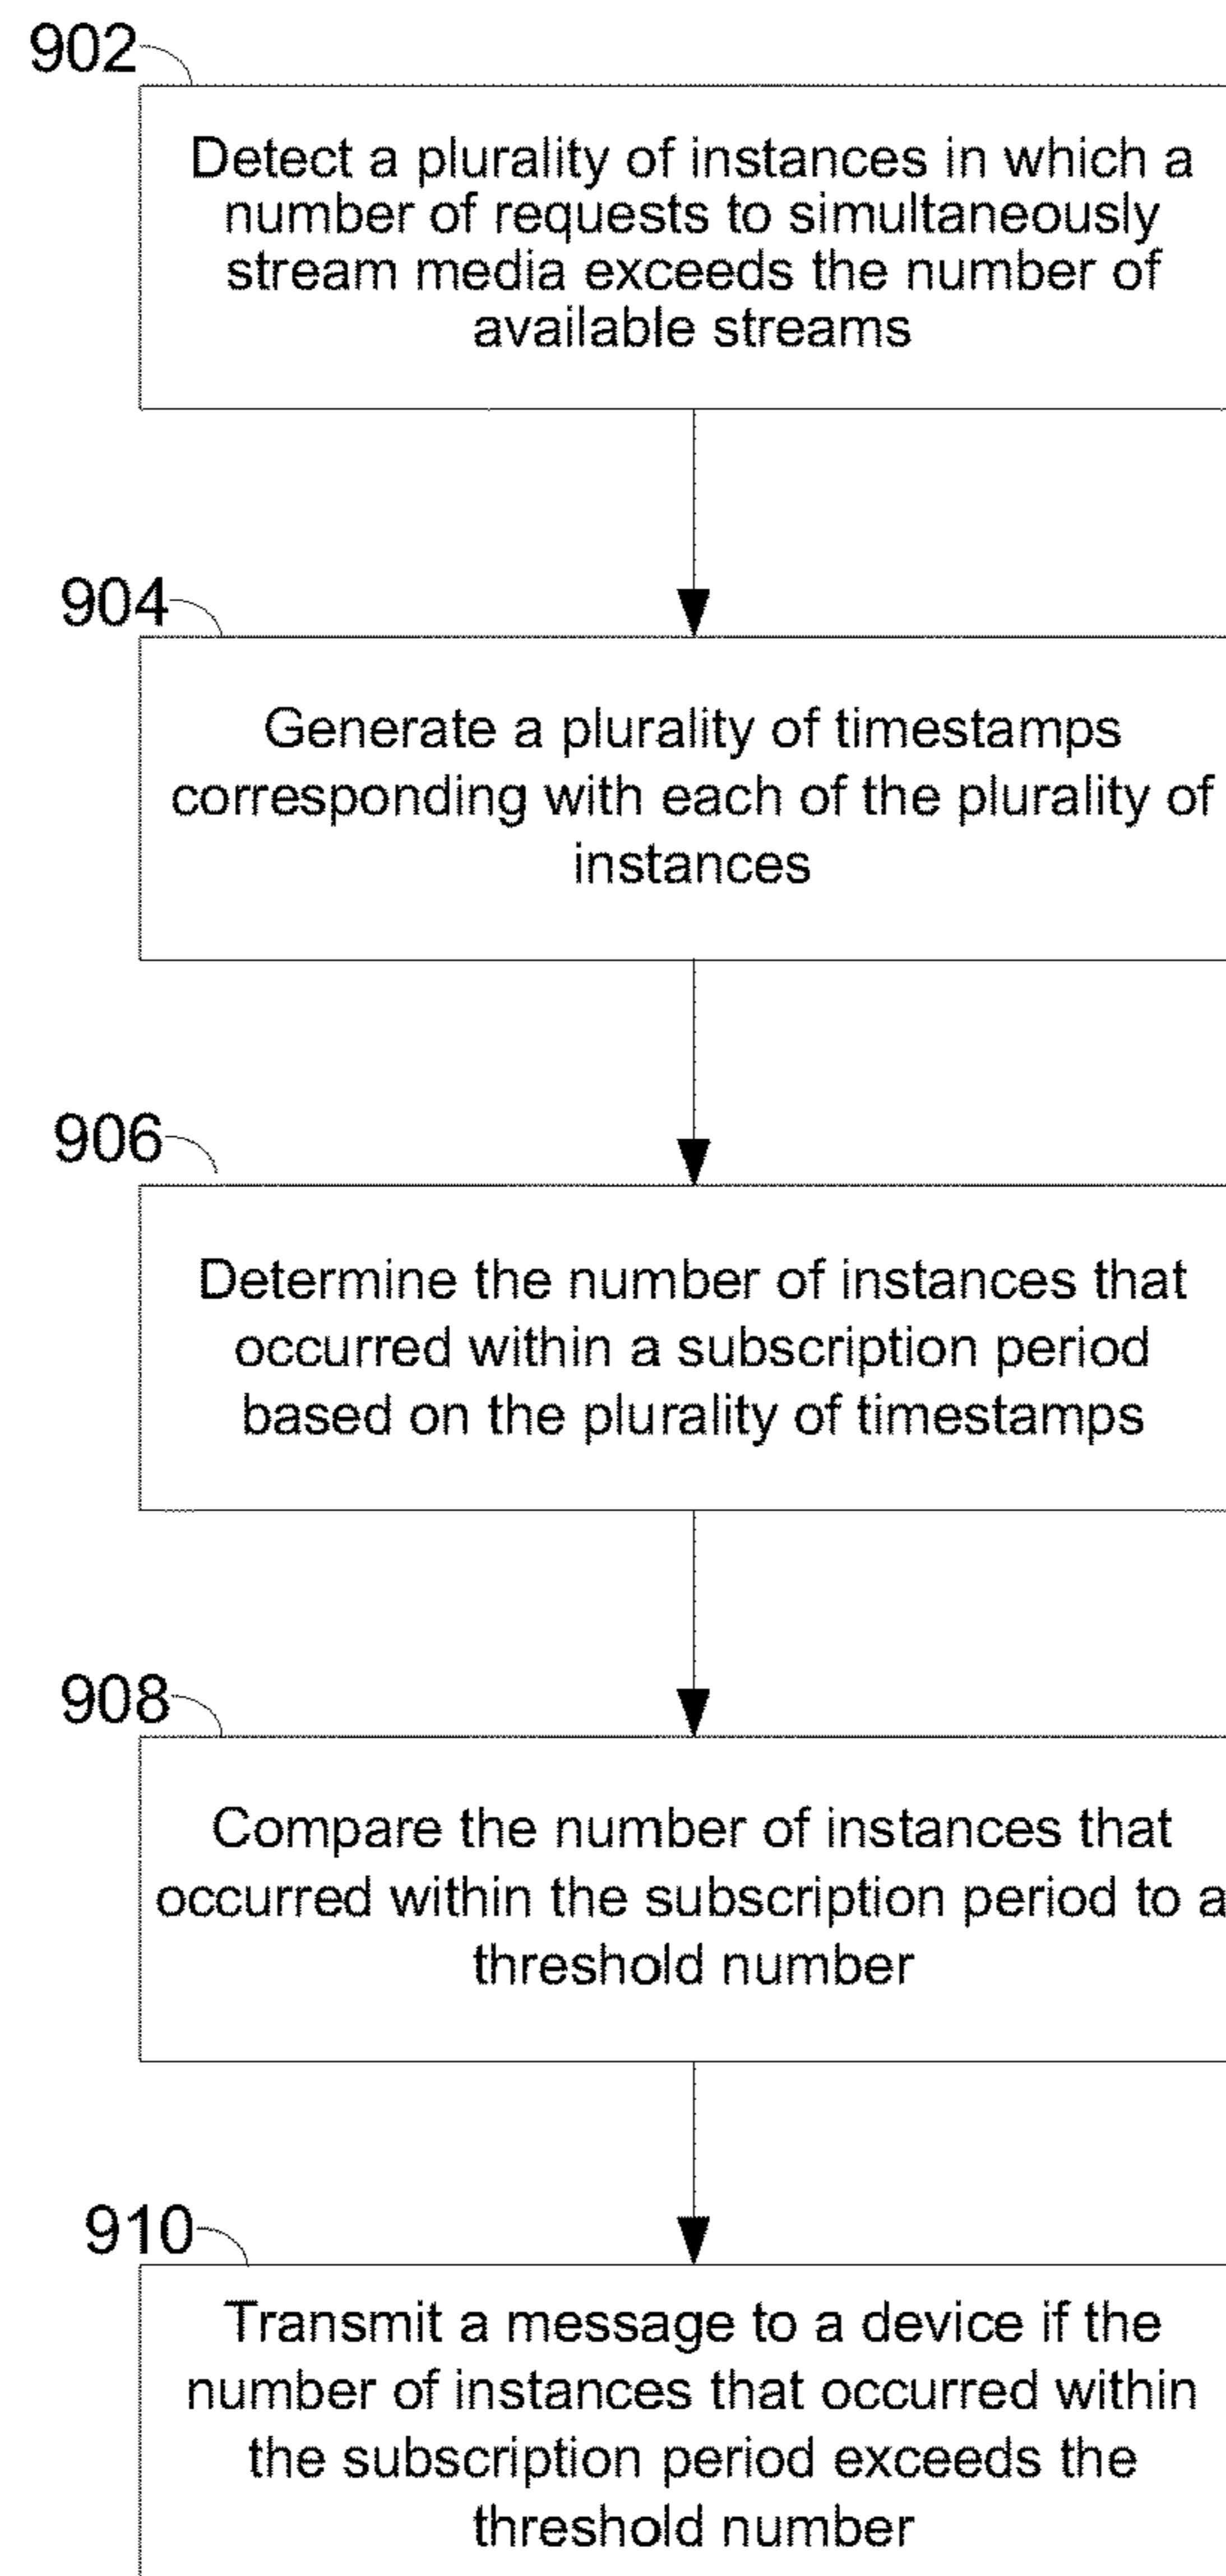 902
Detect a plurality of instances in which a
number of requests to simultaneously
stream media exceeds the number of
available streams
904
Generate a plurality of timestamps
corresponding with each of the plurality of
instances
906
Determine the number of instances that
occurred within a subscription period
based on the plurality of timestamps
908
Compare the number of instances that
occurred within the subscription period to a
threshold number
910
Transmit a message to a device if the
number of instances that occurred within
the subscription period exceeds the
threshold number